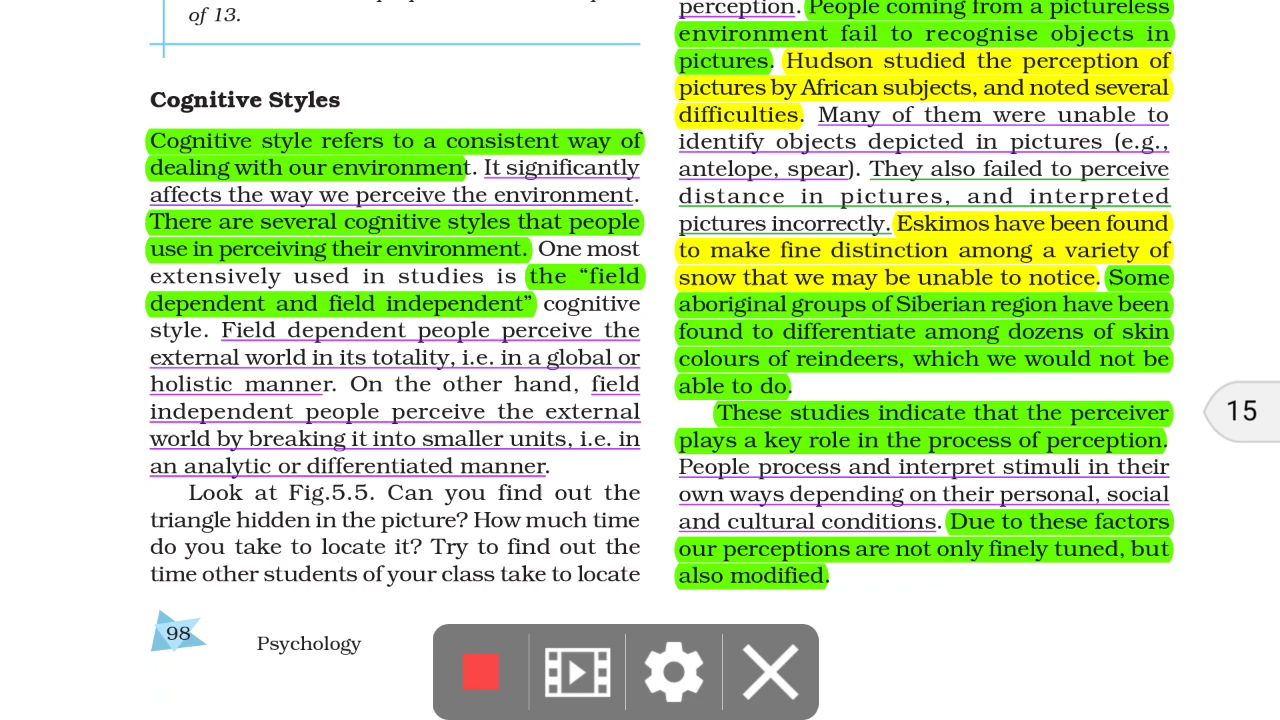 of 13.
Cognitive Styles
Cognitive style refers to a consistent way of
dealing with our environment. It significantly
affects the way we perceive the environment.
There are several cognitive styles that people
use in perceiving their environment. One most
extensively used in studies is the “field
dependent and field independent” cognitive
style. Field dependent people perceive the
external world in its totality, i.e. in a global or
holistic manner. On the other hand, field
independent people perceive the external
world by breaking it into smaller units, i.e. in
an analytic or differentiated manner.
Look at Fig.5.5. Can you find out the
triangle hidden in the picture? How much time
do you take to locate it? Try to find out the
time other students of your class take to locate
perception. People coming from a pictureless
environment fail to recognise objects in
pictures. Hudson studied the perception of
pictures by African subjects, and noted several
difficulties. Many of them were unable to
identify objects depicted in pictures (e.g.,
antelope, spear). They also failed to perceive
distance in pictures, and interpreted
pictures incorrectly. Eskimos have been found
to make fine distinction among a variety of
snow that we may be unable to notice. Some
aboriginal groups of Siberian region have been
found to differentiate among dozens of skin
colours of reindeers, which we would not be
able to do.
These studies indicate that the perceiver
plays a key role in the process of perception.
People process and interpret stimuli in their
own ways depending on their personal, social
and cultural conditions. Due to these factors
our perceptions are not only finely tuned, but
also modified.
15
98
Psychology